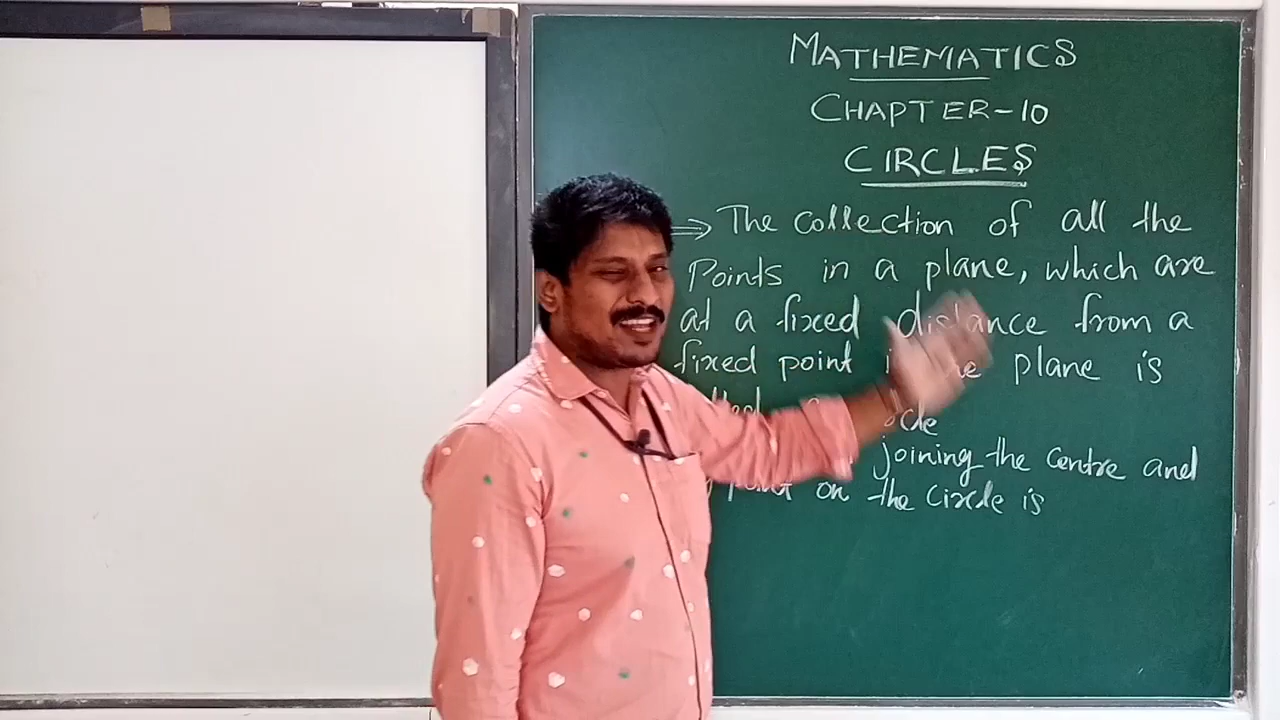 MATHEMATICS
CHAPTER-10
CIRCLES
⇒ The collection of all the
Points in a plane, which are
at a fixed distance from a
fixed point plane is
joining the centre and
on the circle is